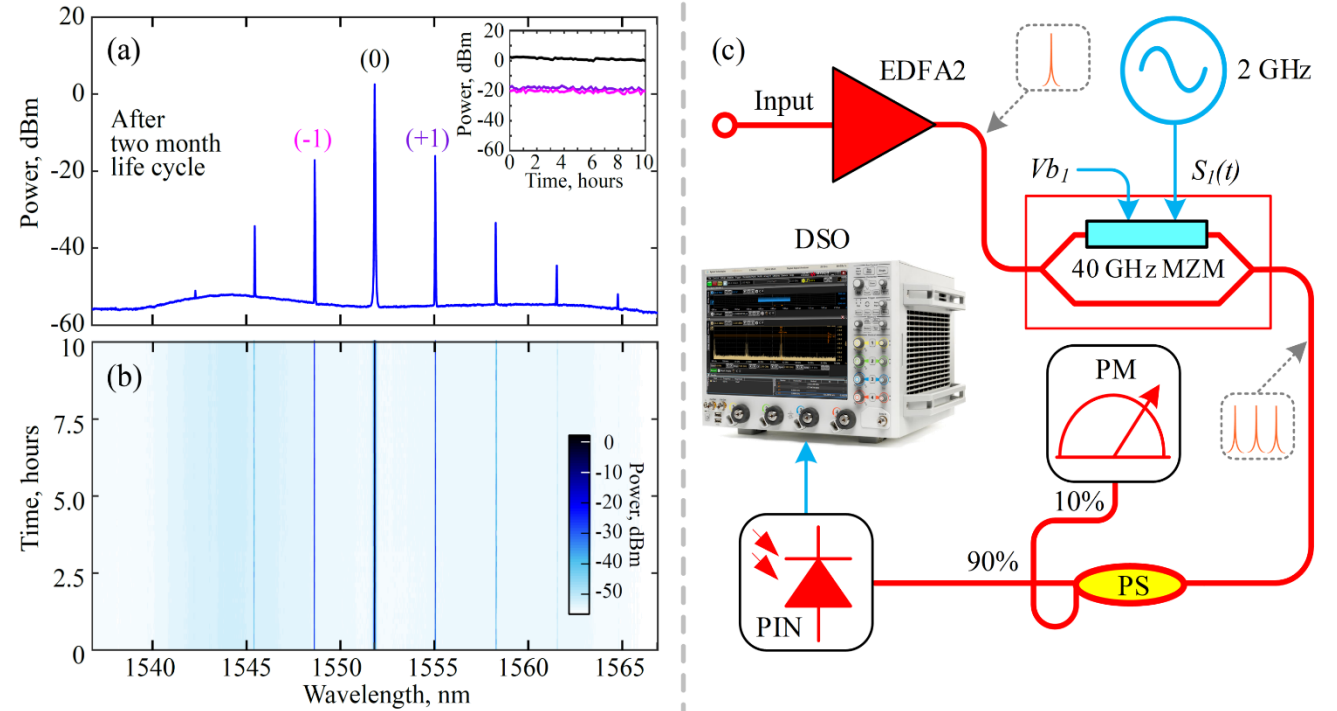 (a)
After
two month
life cycle
(0)
(-1)
(+1)
20
0
-20
-40
-60
Power, dBm
20
0
-20
-40
-60
Power, dBm
0 2 4 6 8 10
Time, hours
(b)
10
7.5
5.0
2.5
0
Time, hours
0
-10
-20
-30
-40
-50
Power, dBm
1540 1545 1550 1555 1560 1565
Wavelength, nm
(c)
Input
EDFA2
2 GHz
Vb1
S1(t)
40 GHz MZM
DSO
PM
10%
90%
PS
PIN